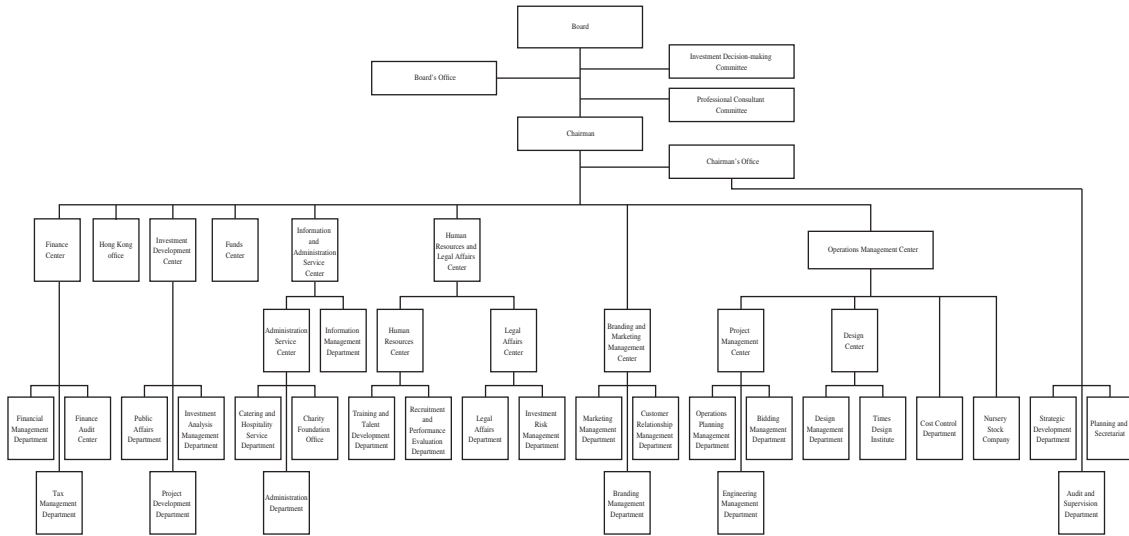 Board
Investment Decision-making
Committee
Board's Office
Professional Consultant
Committee
Chairman
Chairman's Office
Finance
Center
Hong Kong
office
Investment
Development
Center
Funds
Center
Information
and
Administration
Service
Center
Human
Resources and
Legal Affairs
Center
Operations Management Center
Administration
Service
Center
Information
Management
Department
Human
Resources
Center
Legal
Affairs
Center
Branding and
Marketing
Management
Center
Project
Management
Center
Design
Center
Financial
Management
Department
Finance
Audit
Center
Public
Affairs
Department
Investment
Analysis
Management
Department
Catering and
Hospitality
Service
Department
Charity
Foundation
Office
Training and
Talent
Development
Department
Recruitment
and
Performance
Evaluation
Department
Legal
Affairs
Department
Investment
Risk
Management
Department
Marketing
Management
Department
Customer
Relationship
Management
Department
Operations
Planning
Management
Department
Bidding
Management
Department
Design
Management
Department
Times
Design
Institute
Cost Control
Department
Nursery
Stock
Company
Strategic
Development
Department
Planning and
Secretariat
Tax
Management
Department
Project
Development
Department
Administration
Department
Branding
Management
Department
Engineering
Management
Department
Audit and
Supervision
Department